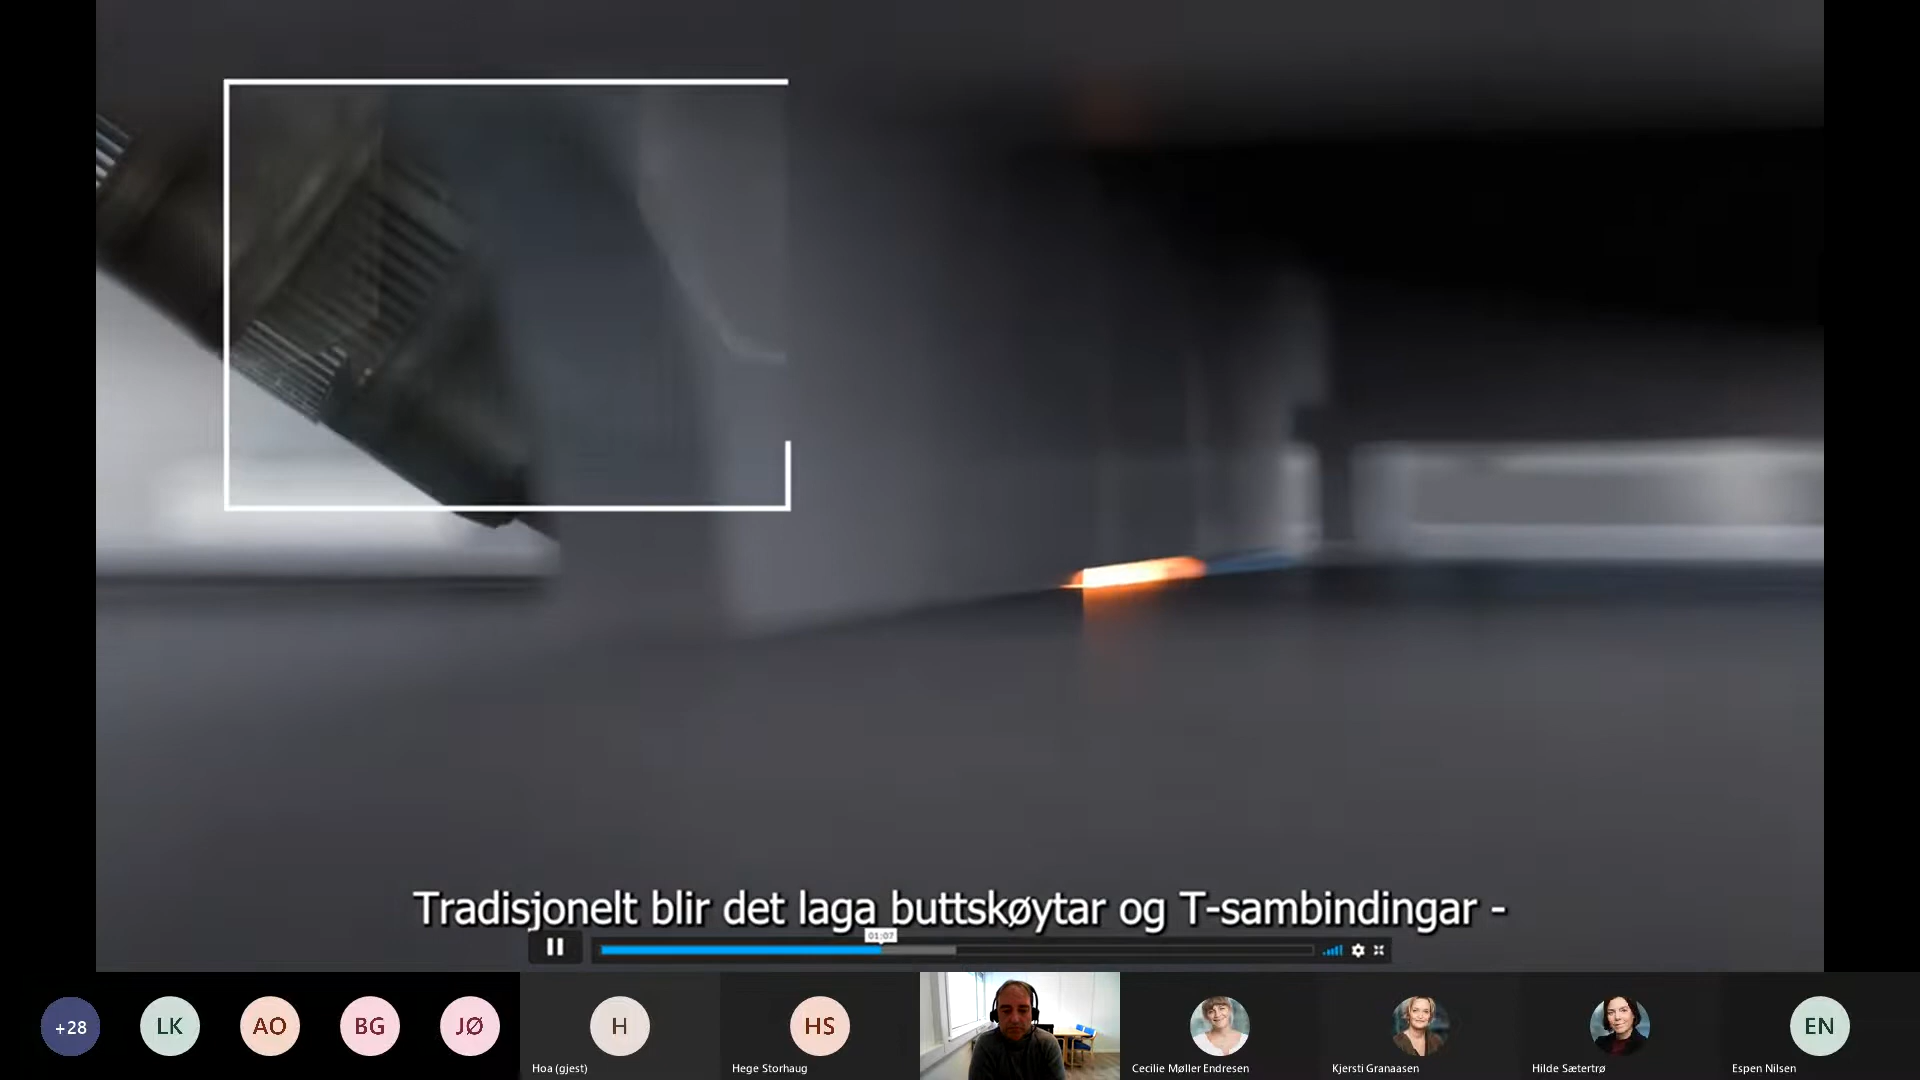 Tradisjonelt blir det laga buttskøytar og T-sambindingar -
01:07
+28
LK
AO
BG
JØ
H
HS
EN
Hoa (gjest)
Hege Storhaug
Cecilie Møller Endresen
Kjersti Granaasen
Hilde Sætertrø
Espen Nilsen